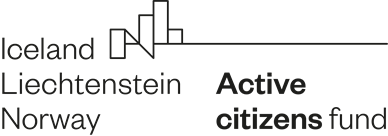 Iceland
Liechtenstein
Norway
Active
citizens fund